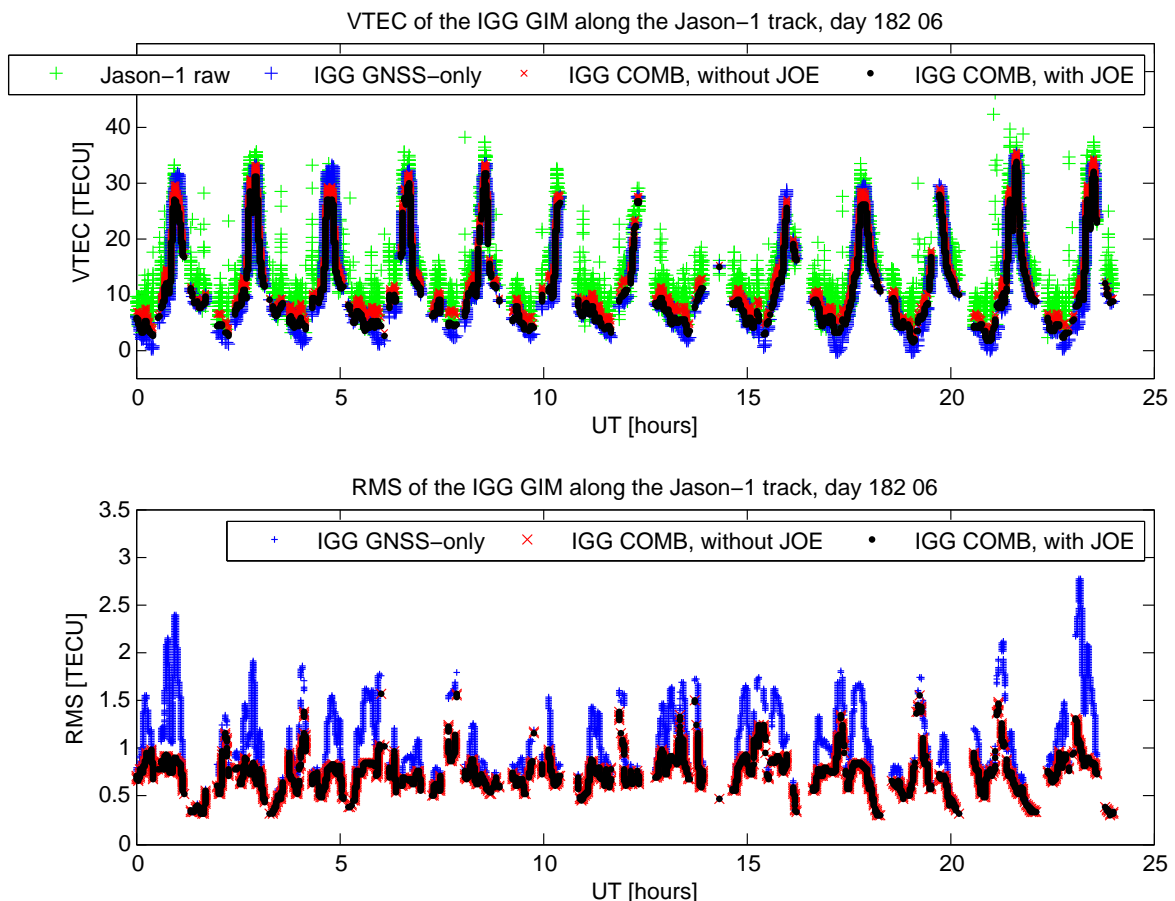 VTEC of the IGG GIM along the Jason−1 track, day 182 06
Jason−1 raw IGG GNSS−only IGG COMB, without JOE IGG COMB, with JOE
VTEC [TECU]
40
30
20
10
0
0 5 10 15 20 25
UT [hours]
RMS of the IGG GIM along the Jason−1 track, day 182 06
IGG GNSS−only IGG COMB, without JOE IGG COMB, with JOE
RMS [TECU]
3.5
3
2.5
2
1.5
1
0.5
0
0 5 10 15 20 25
UT [hours]